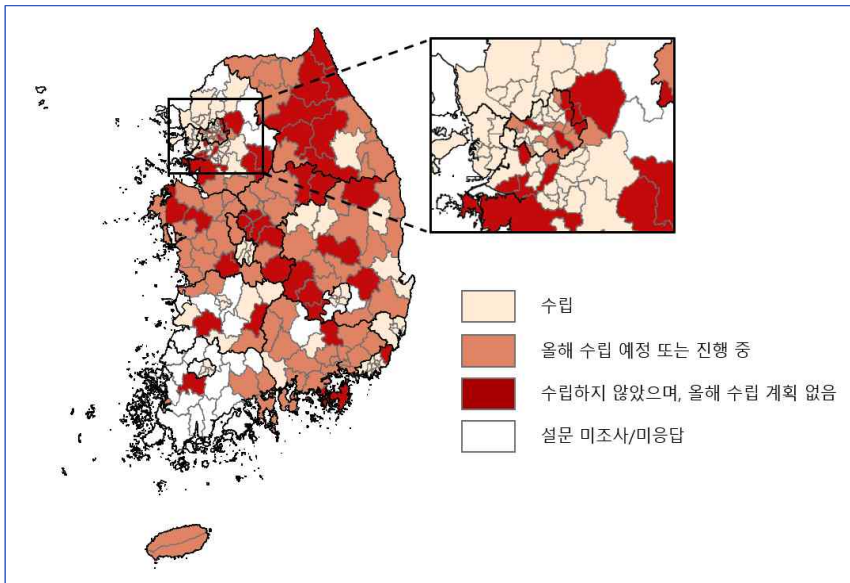 수립
올해 수립 예정 또는 진행 중
수립하지 않았으며, 올해 수립 계획 없음
설문 미조사/미응답